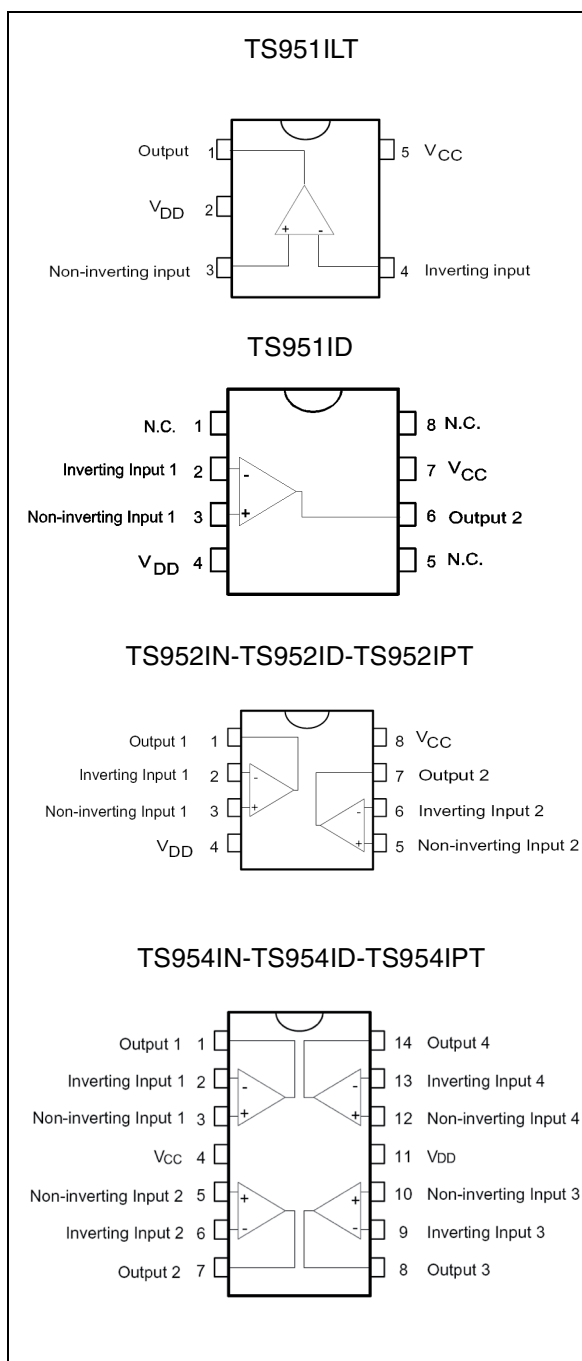 TS951ILT
Output 1 5 VCC
VDD 2
+ -
Non-inverting input 3 4 Inverting input
TS951ID
N.C. 1 8 N.C.
Inverting Input 1 2 - 7 VCC
Non-inverting Input 1 3 + 6 Output 2
VDD 4 5 N.C.
TS952IN-TS952ID-TS952IPT
Output 1 1 8 VCC
Inverting Input 1 2 - 7 Output 2
Non-inverting Input 1 3 + - 6 Inverting Input 2
VDD 4 + 5 Non-inverting Input 2
TS954IN-TS954ID-TS954IPT
Output 1 1 14 Output 4
Inverting Input 1 2 - - 13 Inverting Input 4
Non-inverting Input 1 3 + + 12 Non-inverting Input 4
VCC 4 11 VDD
Non-inverting Input 2 5 + + 10 Non-inverting Input 3
Inverting Input 2 6 - - 9 Inverting Input 3
Output 2 7 8 Output 3